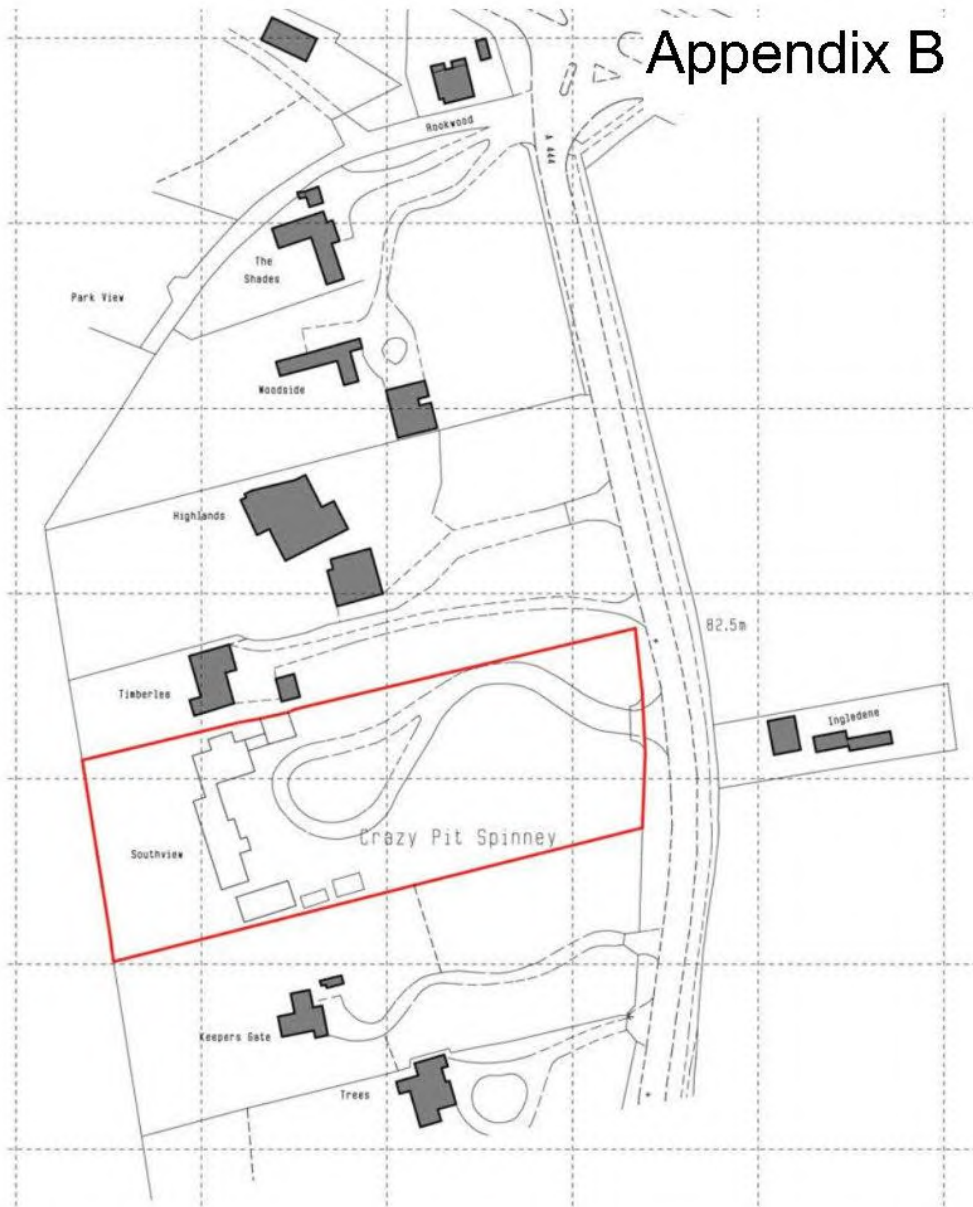 Appendix B
Rookwood
A 444
The
Shades
Park View
Woodside
Highlands
82.5m
Timberlea
Ingledene
Crazy Pit Spinney
Southview
Keepers Gate
Trees